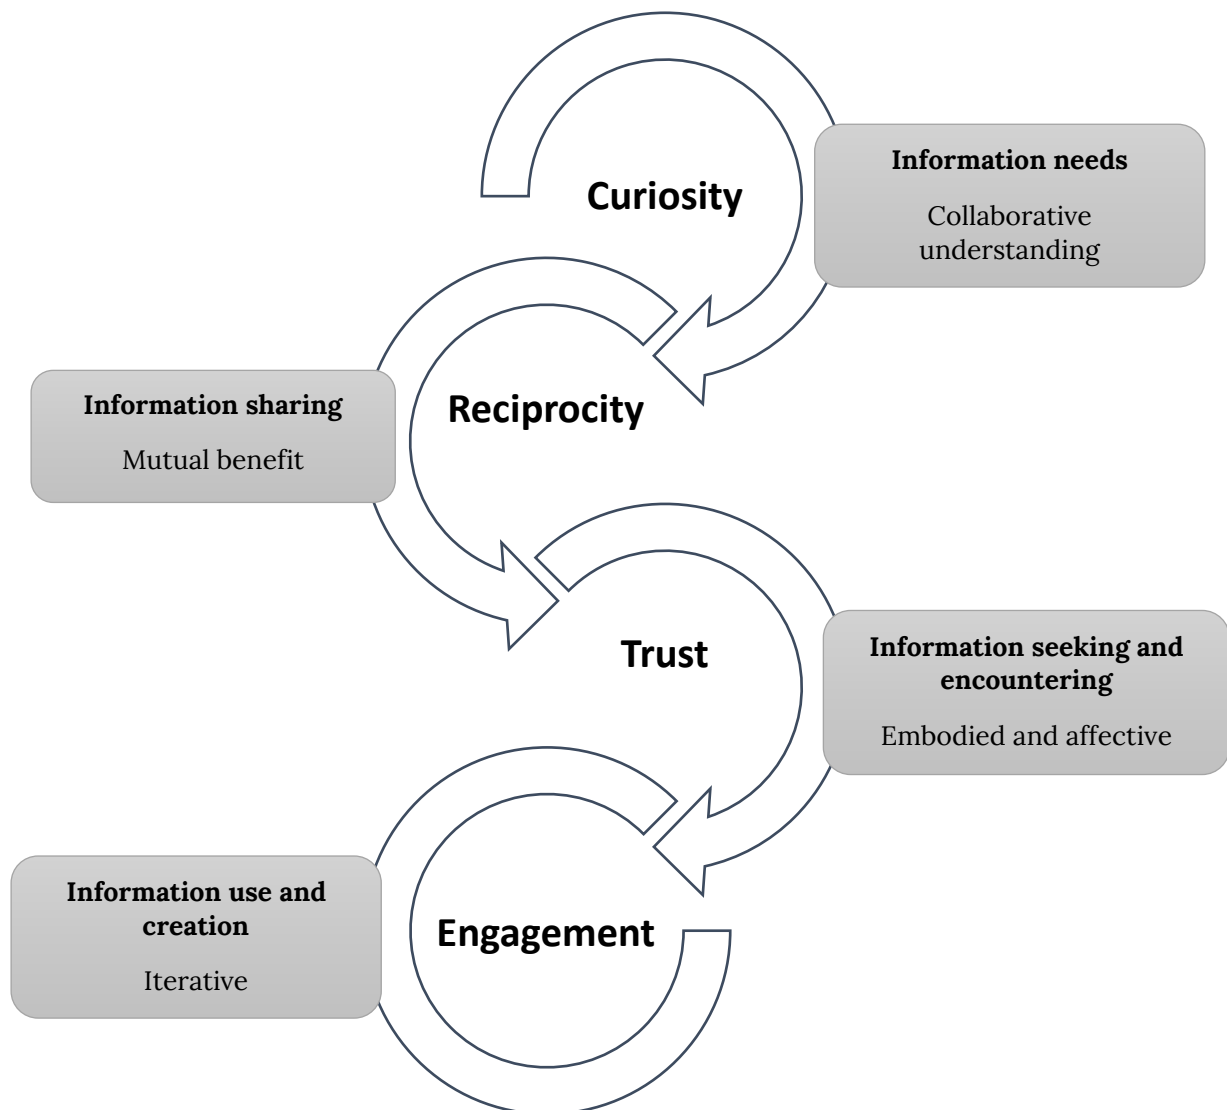 Curiosity
Information needs
Collaborative
understanding
Reciprocity
Information sharing
Mutual benefit
Trust
Information seeking and
encountering
Embodied and affective
Engagement
Information use and
creation
Iterative